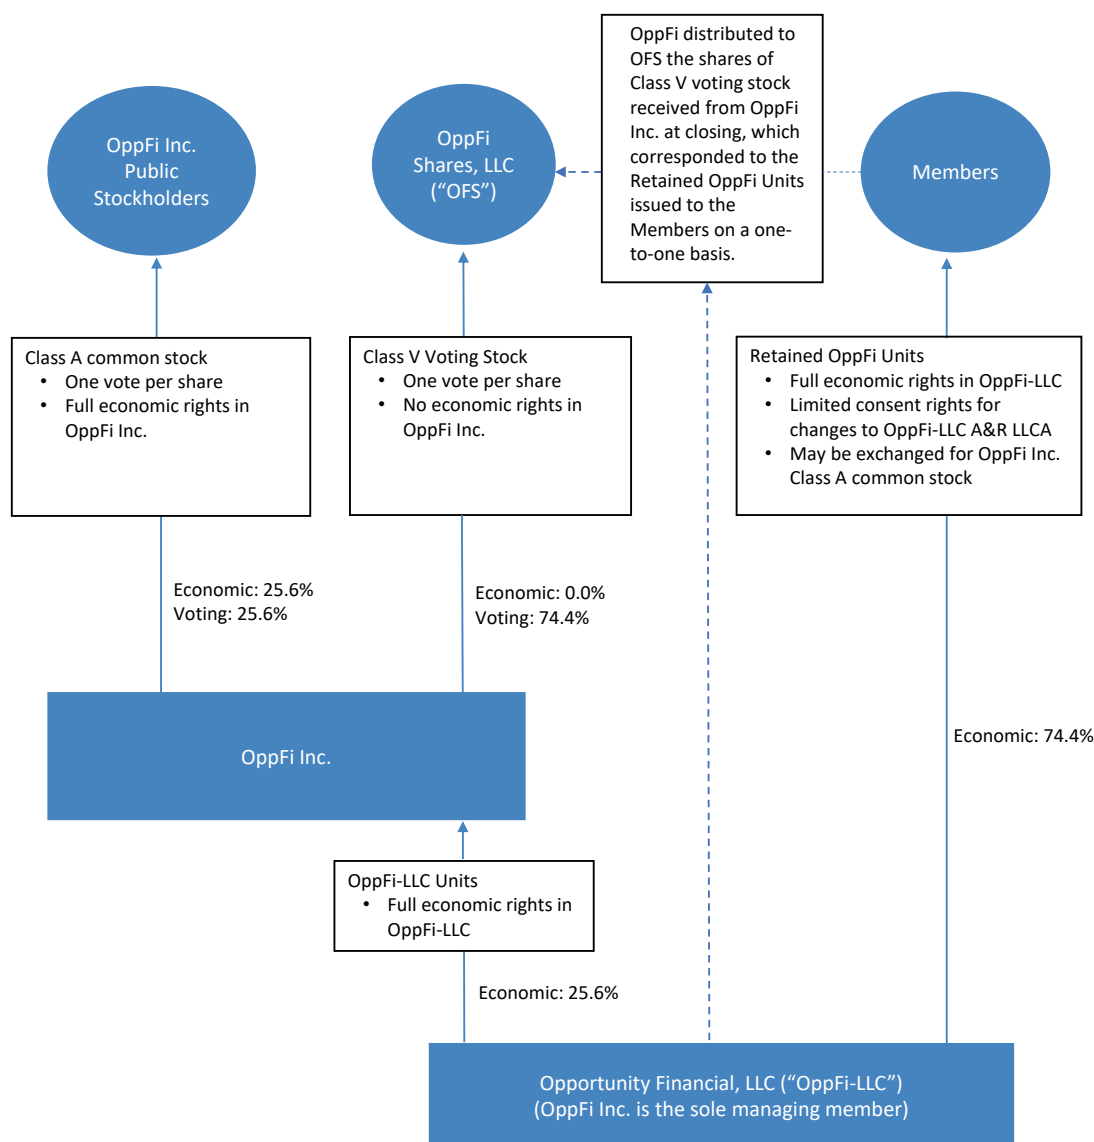 OppFi Inc.
Public
Stockholders
OppFi
Shares, LLC
(“OFS”)
OppFi distributed to
OFS the shares of
Class V voting stock
received from OppFi
Inc. at closing, which
corresponded to the
Retained OppFi Units
issued to the
Members on a one-
to-one basis.
Members
Class A common stock
• One vote per share
• Full economic rights in
OppFi Inc.
Class V Voting Stock
• One vote per share
• No economic rights in
OppFi Inc.
Retained OppFi Units
• Full economic rights in OppFi-LLC
• Limited consent rights for
changes to OppFi-LLC A&R LLCA
• May be exchanged for OppFi Inc.
Class A common stock
Economic: 25.6%
Voting: 25.6%
Economic: 0.0%
Voting: 74.4%
OppFi Inc.
Economic: 74.4%
OppFi-LLC Units
• Full economic rights in
OppFi-LLC
Economic: 25.6%
Opportunity Financial, LLC (“OppFi-LLC”)
(OppFi Inc. is the sole managing member)